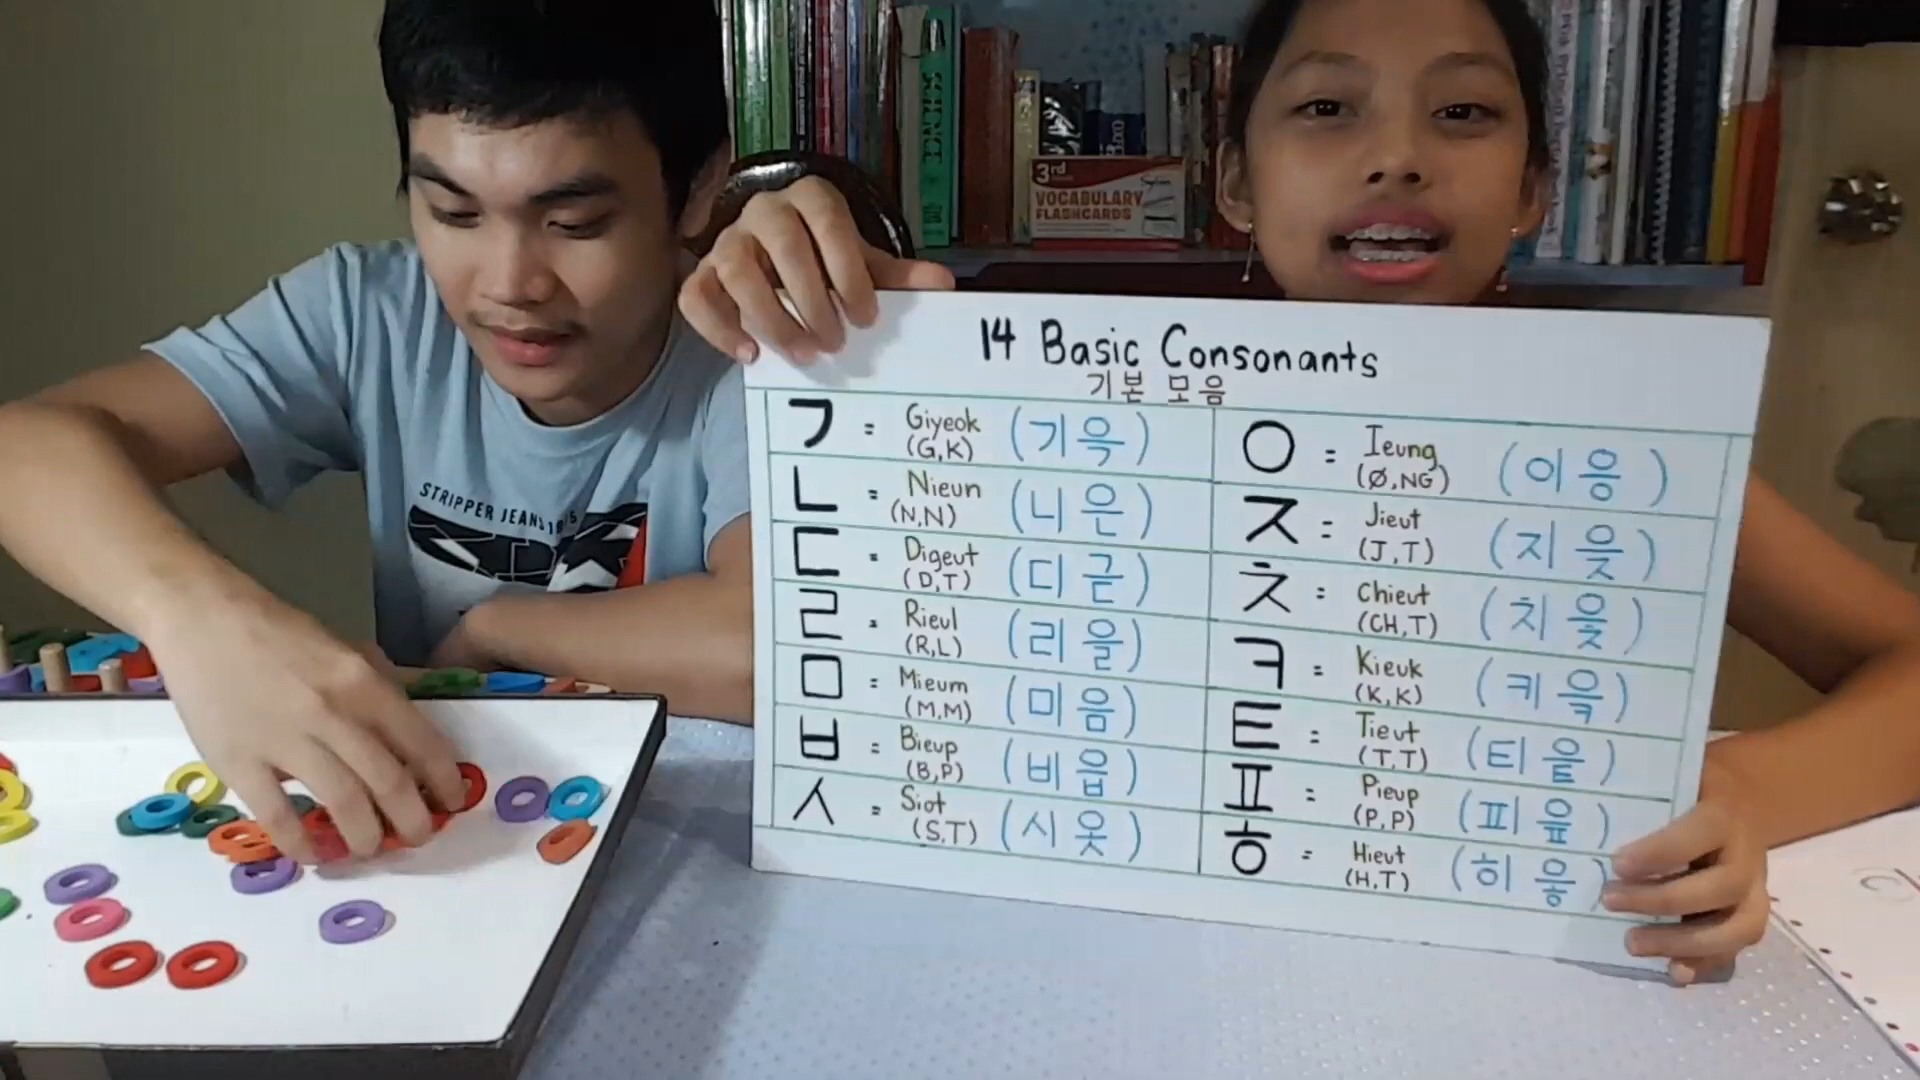 SCIENCE
3rd
VOCABULARY
FLASHCARDS
STRIPPER JEANS
14 Basic Consonants
기본 모음
ㄱ = Giyeok (G,K) (기윽)
ㄴ = Nieun (N,N) (니은)
ㄷ = Digeut (D,T) (디귿)
ㄹ = Rieul (R,L) (리을)
ㅁ = Mieum (M,M) (미음)
ㅂ = Bieup (B,P) (비읍)
ㅅ = Siot (S,T) (시옷)
ㅇ = Ieung (Ø,NG) (이응)
ㅈ = Jieut (J,T) (지읒)
ㅊ = Chieut (CH,T) (치읓)
ㅋ = Kieuk (K,K) (키읔)
ㅌ = Tieut (T,T) (티읕)
ㅍ = Pieup (P,P) (피읖)
ㅎ = Hieut (H,T) (히읗)